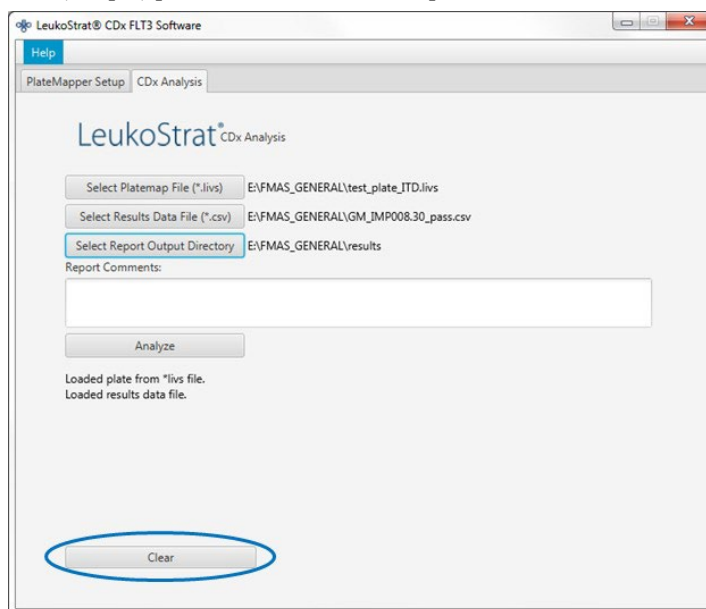 LeukoStrat® CDx FLT3 Software
Help
PlateMapper Setup CDx Analysis
LeukoStrat® CDx Analysis
Select Platemap File (*.livs) E:\FMAS_GENERAL\test_plate_ITD.livs
Select Results Data File (*.csv) E:\FMAS_GENERAL\GM_IMP008.30_pass.csv
Select Report Output Directory E:\FMAS_GENERAL\results
Report Comments:
Analyze
Loaded plate from *livs file.
Loaded results data file.
Clear